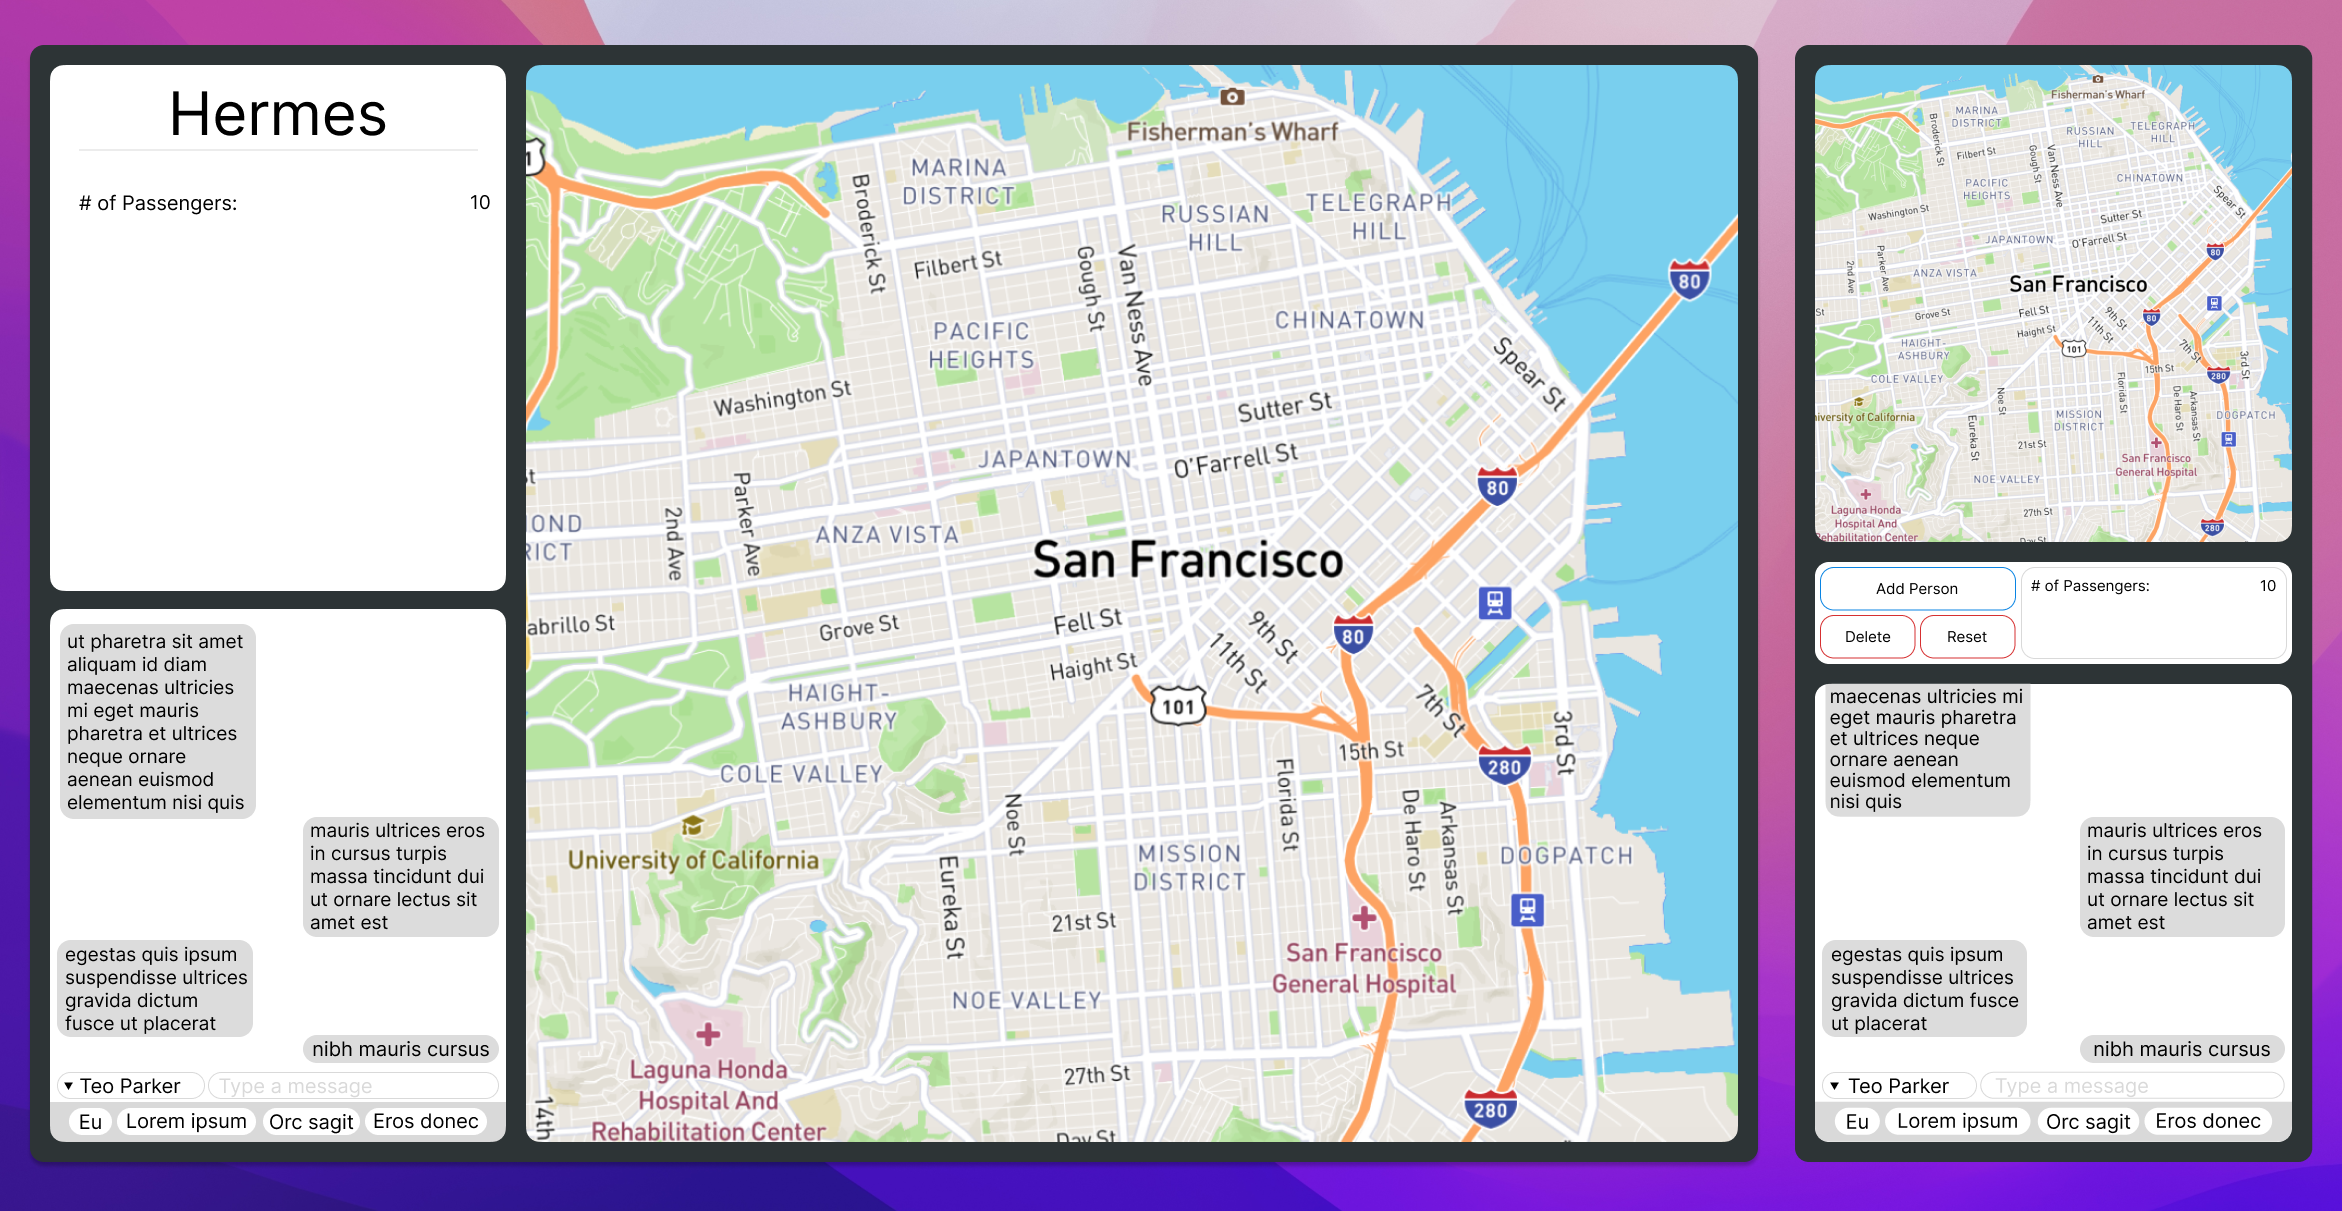 Hermes
# of Passengers: 10
ut pharetra sit amet
aliquam id diam
maecenas ultricies
mi eget mauris
pharetra et ultrices
neque ornare
aenean euismod
elementum nisi quis
mauris ultrices eros
in cursus turpis
massa tincidunt dui
ut ornare lectus sit
amet est
egestas quis ipsum
suspendisse ultrices
gravida dictum
fusce ut placerat
nibh mauris cursus
▾ Teo Parker
Type a message
Eu
Lorem ipsum
Orc sagit
Eros donec
1
Fisherman's Wharf
MARINA
DISTRICT
Broderick St
RUSSIAN
HILL
TELEGRAPH
HILL
Filbert St
Gough St
Van Ness Ave
80
PACIFIC
HEIGHTS
CHINATOWN
Spear St
Washington St
Sutter St
JAPANTOWN
O'Farrell St
st
Parker Ave
2nd Ave
80
OND
RICT
ANZA VISTA
San Francisco
abrillo St
Grove St
Fell St
9th St
80
Haight St
11th St
HAIGHT-
ASHBURY
101
7th St
3rd St
15th St
280
COLE VALLEY
Noe St
Florida St
De Haro St
Arkansas St
University of California
Eureka St
MISSION
DISTRICT
DOGPATCH
21st St
San Francisco
General Hospital
NOE VALLEY
Laguna Honda
Hospital And
Rehabilitation Center
27th St
14th
280
Day St
Fisherman's Wharf
MARINA
DISTRICT
Broderick St
RUSSIAN
HILL
TELEGRAPH
HILL
Filbert St
Gough St
Van Ness Ave
CHINATOWN
PACIFIC
HEIGHTS
Spear St
Washington St
Sutter St
JAPANTOWN
O'Farrell St
80
2nd Ave
Parker Ave
ANZA VISTA
San Francisco
St
Grove St
Fell St
9th St
80
Haight St
11th St
HAIGHT-
ASHBURY
101
7th St
3rd St
15th St
280
COLE VALLEY
Noe St
Florida St
De Haro St
Arkansas St
niversity of California
Eureka St
MISSION
DISTRICT
DOGPATCH
21st St
San Francisco
General Hospital
NOE VALLEY
Laguna Honda
Hospital And
Rehabilitation Center
27th St
280
Day St
Add Person
Delete
Reset
# of Passengers: 10
maecenas ultricies mi
eget mauris pharetra
et ultrices neque
ornare aenean
euismod elementum
nisi quis
mauris ultrices eros
in cursus turpis
massa tincidunt dui
ut ornare lectus sit
amet est
egestas quis ipsum
suspendisse ultrices
gravida dictum fusce
ut placerat
nibh mauris cursus
▾ Teo Parker
Type a message
Eu
Lorem ipsum
Orc sagit
Eros donec